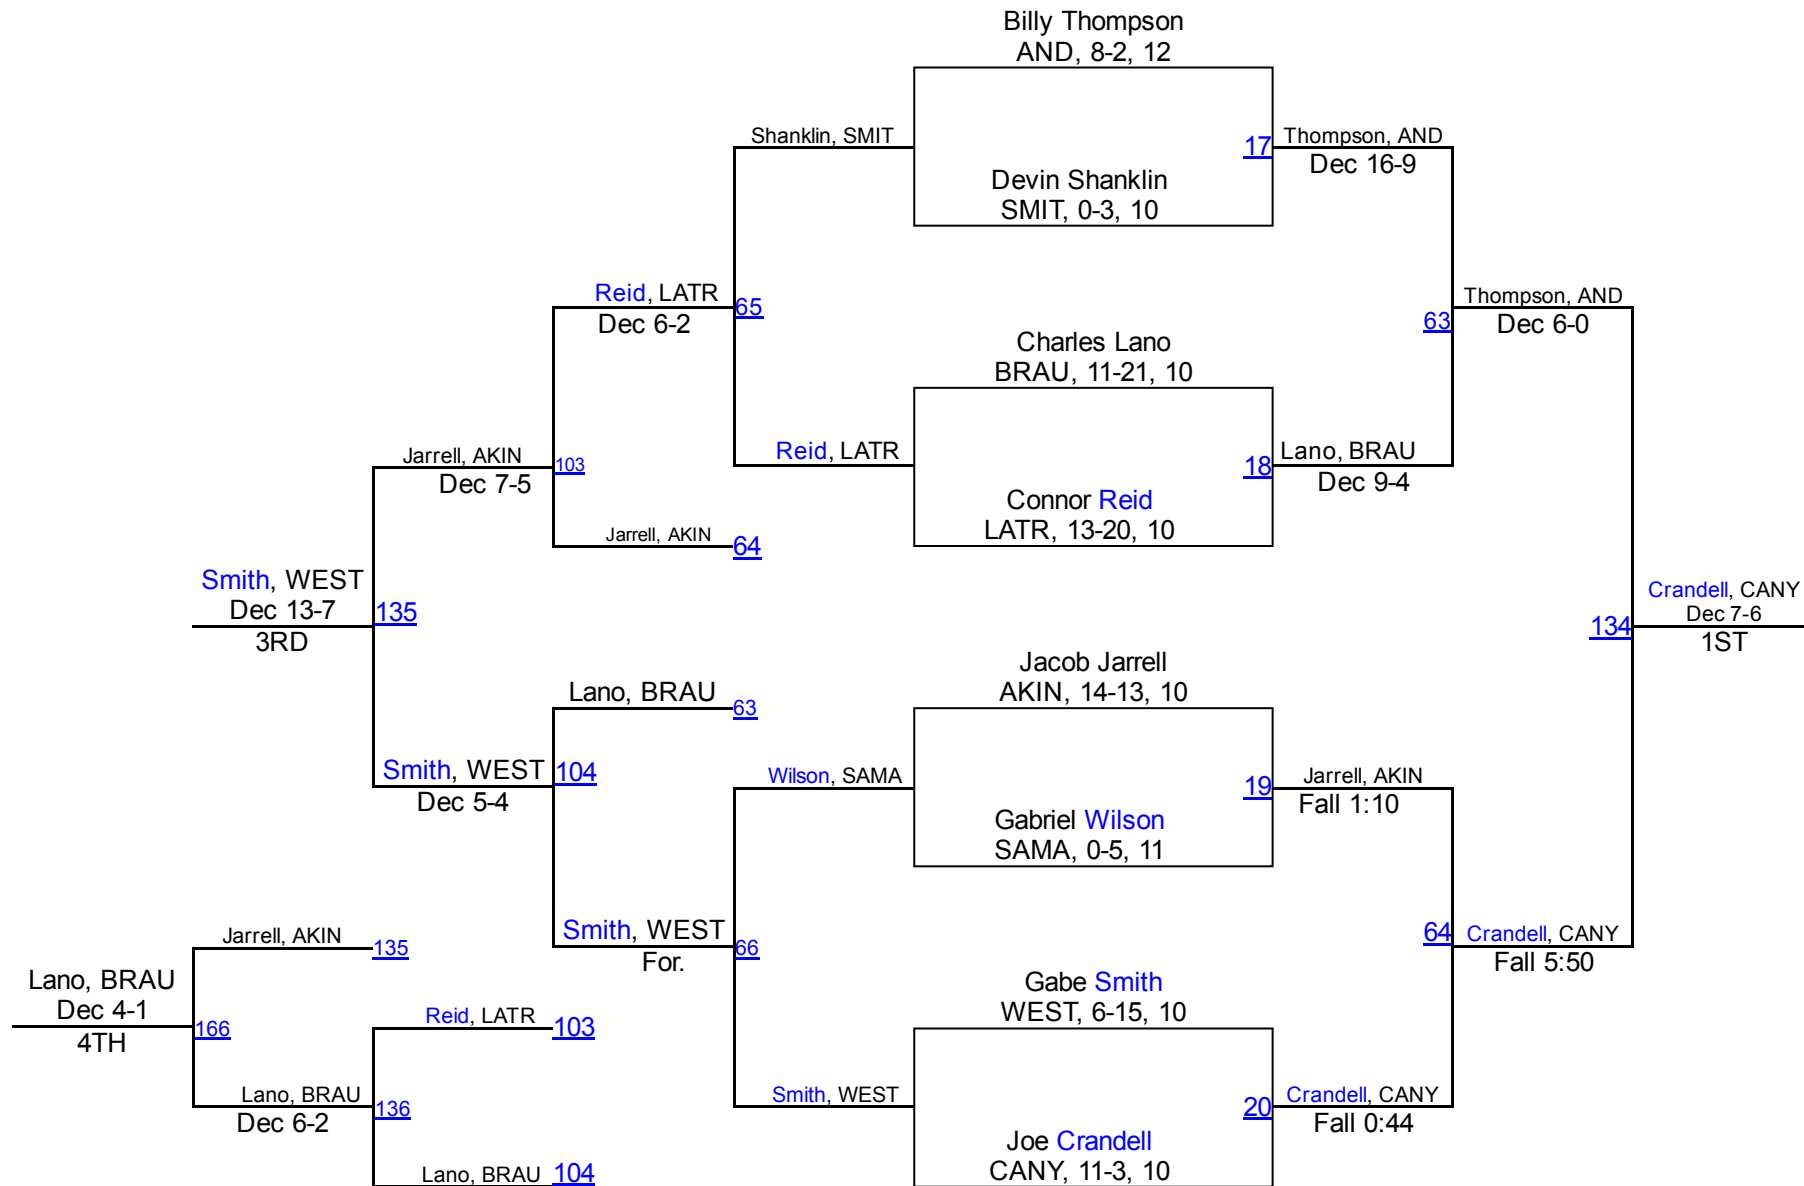 Billy Thompson
AND, 8-2, 12
Shanklin, SMIT
17
Thompson, AND
Dec 16-9
Devin Shanklin
SMIT, 0-3, 10
Reid, LATR
Dec 6-2
65
63
Thompson, AND
Dec 6-0
Charles Lano
BRAU, 11-21, 10
Jarrell, AKIN
Dec 7-5
103
Reid, LATR
18
Lano, BRAU
Dec 9-4
Connor Reid
LATR, 13-20, 10
Jarrell, AKIN
64
Smith, WEST
Dec 13-7
3RD
135
134
Crandell, CANY
Dec 7-6
1ST
Jacob Jarrell
AKIN, 14-13, 10
Lano, BRAU
63
Smith, WEST
Dec 5-4
104
Wilson, SAMA
19
Jarrell, AKIN
Fall 1:10
Gabriel Wilson
SAMA, 0-5, 11
Smith, WEST
For.
66
64
Crandell, CANY
Fall 5:50
Jarrell, AKIN
135
Lano, BRAU
Dec 4-1
4TH
166
Gabe Smith
WEST, 6-15, 10
Reid, LATR
103
Lano, BRAU
Dec 6-2
136
Smith, WEST
20
Crandell, CANY
Fall 0:44
Joe Crandell
CANY, 11-3, 10
Lano, BRAU
104